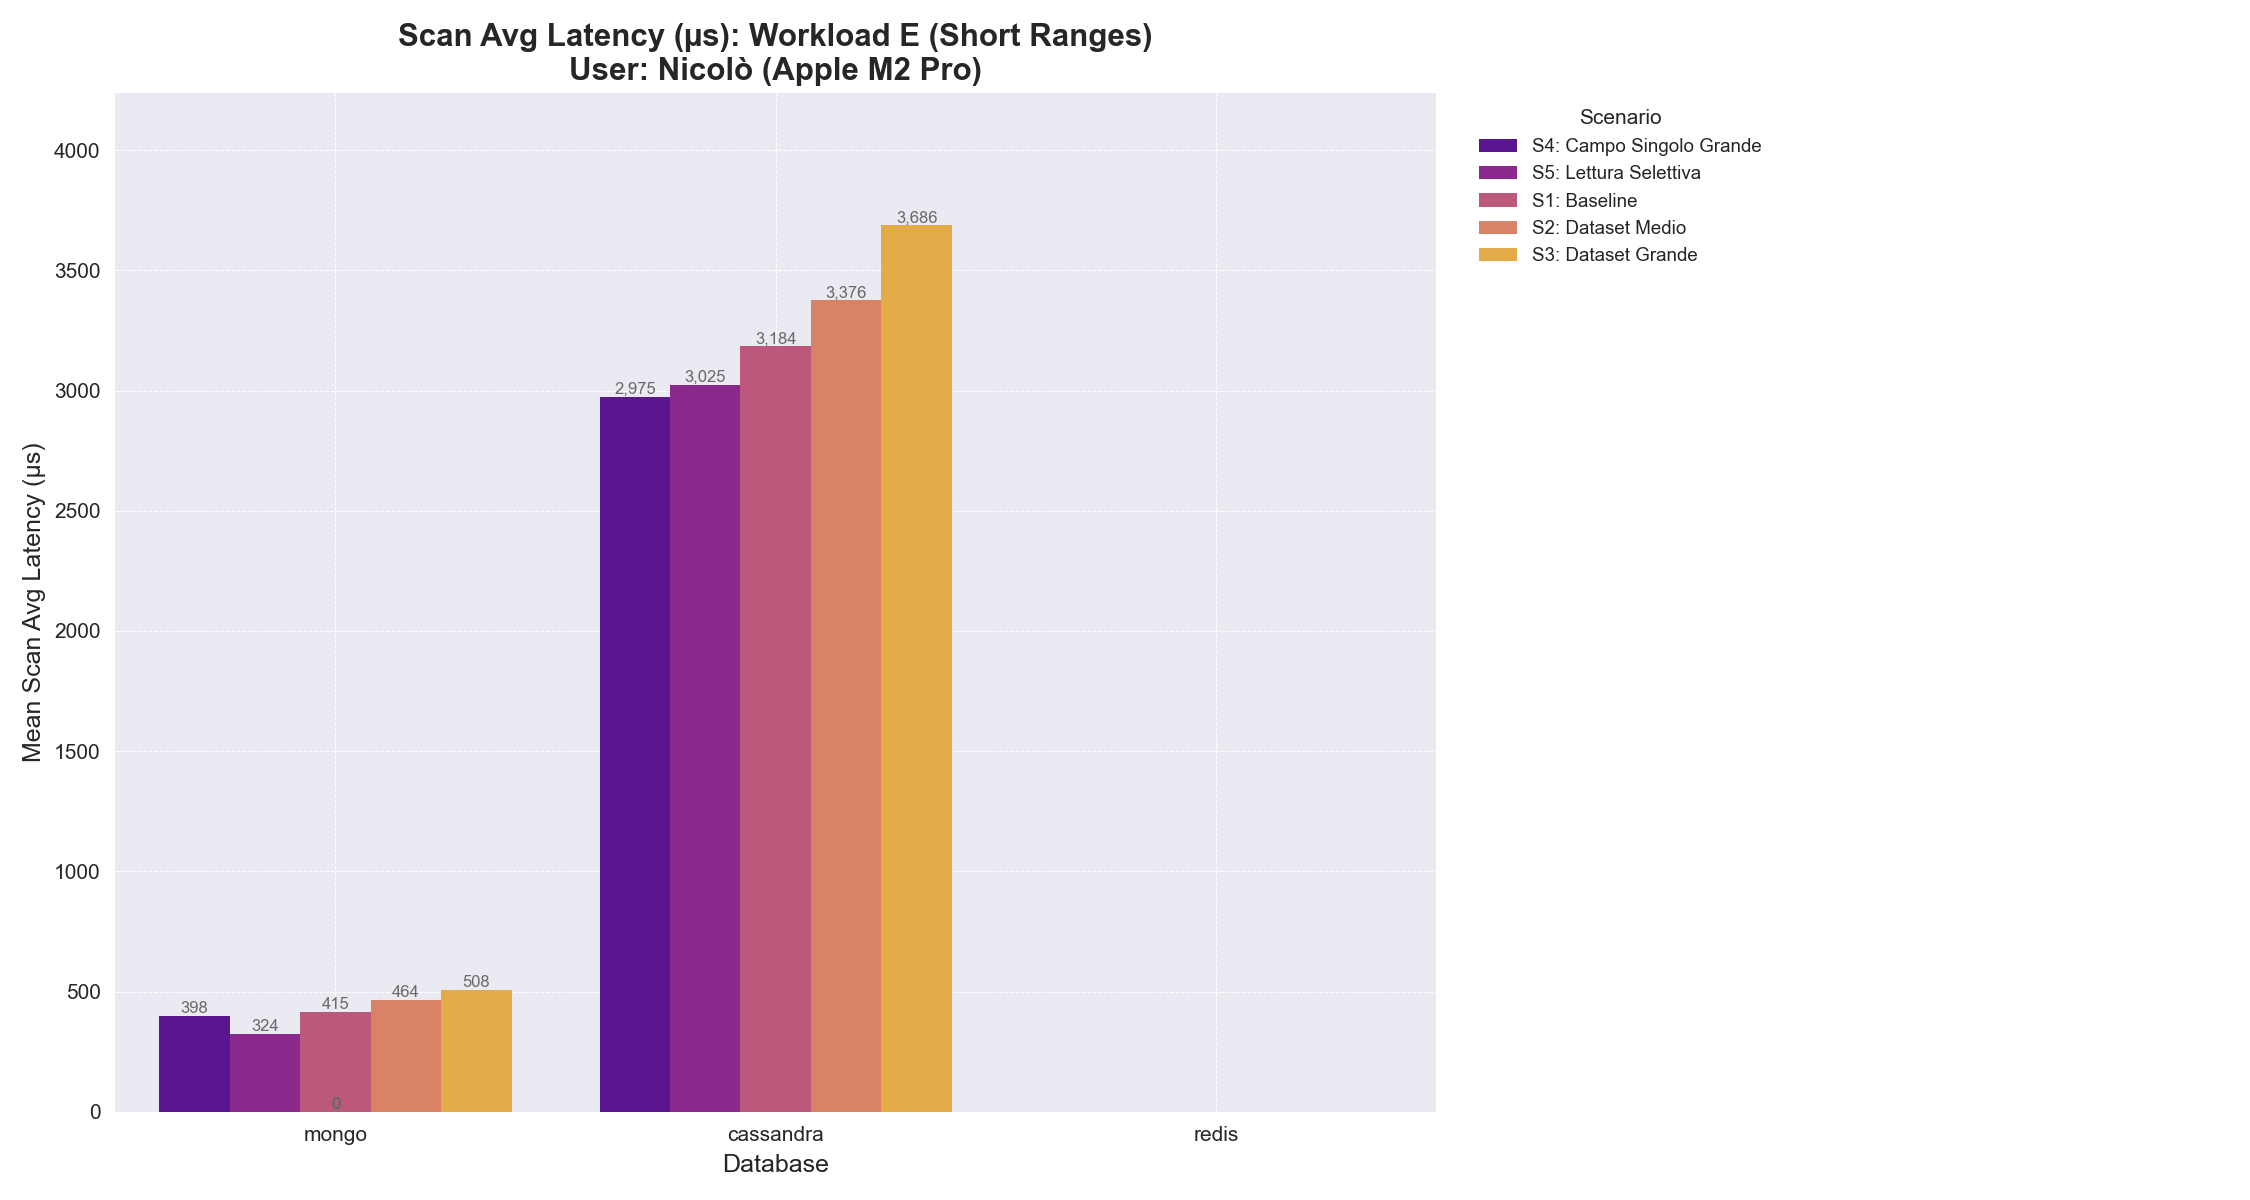 Scan Avg Latency (µs): Workload E (Short Ranges)
User: Nicolò (Apple M2 Pro)
Mean Scan Avg Latency (µs)
4000
3500
3000
2500
2000
1500
1000
500
0
398
324
415
464
508
0
2,975
3,025
3,184
3,376
3,686
mongo
cassandra
redis
Database
Scenario
S4: Campo Singolo Grande
S5: Lettura Selettiva
S1: Baseline
S2: Dataset Medio
S3: Dataset Grande